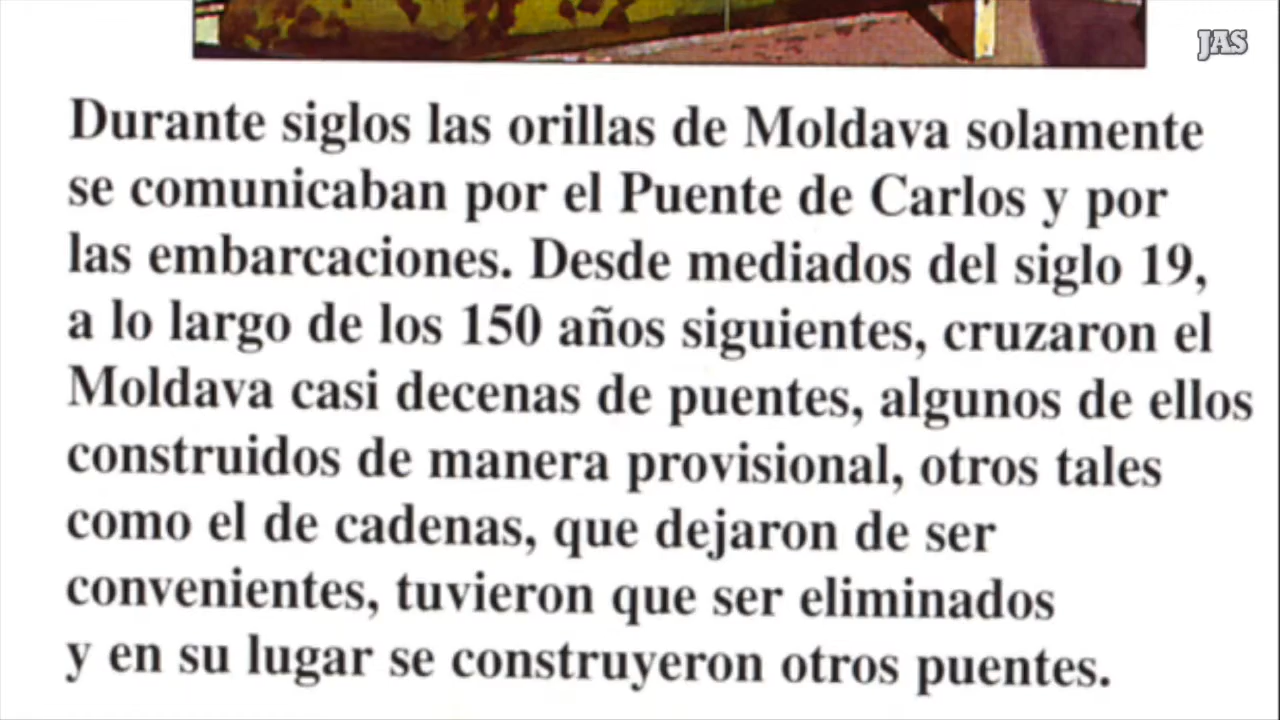 JAS
Durante siglos las orillas de Moldava solamente
se comunicaban por el Puente de Carlos y por
las embarcaciones. Desde mediados del siglo 19,
a lo largo de los 150 años siguientes, cruzaron el
Moldava casi decenas de puentes, algunos de ellos
construidos de manera provisional, otros tales
como el de cadenas, que dejaron de ser
convenientes, tuvieron que ser eliminados
y en su lugar se construyeron otros puentes.